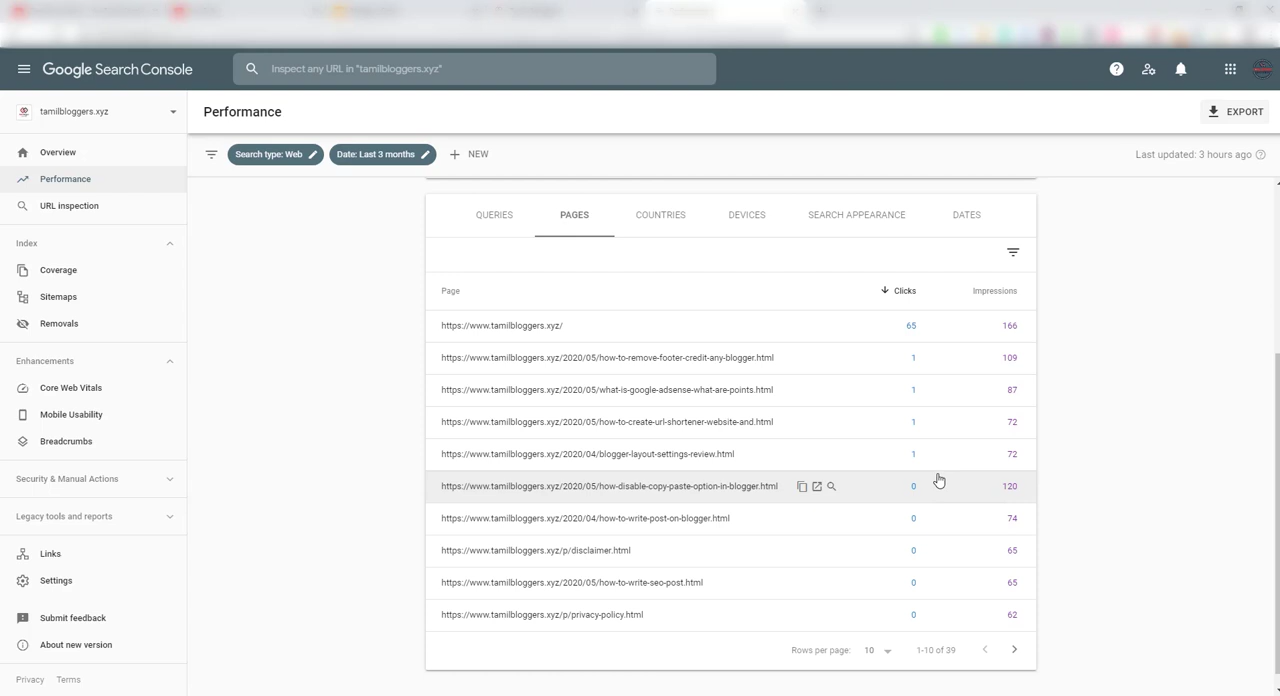 Google Search Console
Inspect any URL in "tamilbloggers.xyz"
tamilbloggers.xyz
Performance
EXPORT
Search type: Web
Date: Last 3 months
NEW
Last updated: 3 hours ago
Overview
Performance
URL inspection
Index
Coverage
Sitemaps
Removals
Enhancements
Core Web Vitals
Mobile Usability
Breadcrumbs
Security & Manual Actions
Legacy tools and reports
Links
Settings
Submit feedback
About new version
Privacy Terms
QUERIES PAGES COUNTRIES DEVICES SEARCH APPEARANCE DATES
Page Clicks Impressions
https://www.tamilbloggers.xyz/ 65 166
https://www.tamilbloggers.xyz/2020/05/how-to-remove-footer-credit-any-blogger.html 1 109
https://www.tamilbloggers.xyz/2020/05/what-is-google-adsense-what-are-points.html 1 87
https://www.tamilbloggers.xyz/2020/05/how-to-create-url-shortener-website-and.html 1 72
https://www.tamilbloggers.xyz/2020/04/blogger-layout-settings-review.html 1 72
https://www.tamilbloggers.xyz/2020/05/how-disable-copy-paste-option-in-blogger.html 0 120
https://www.tamilbloggers.xyz/2020/04/how-to-write-post-on-blogger.html 0 74
https://www.tamilbloggers.xyz/p/disclaimer.html 0 65
https://www.tamilbloggers.xyz/2020/05/how-to-write-seo-post.html 0 65
https://www.tamilbloggers.xyz/p/privacy-policy.html 0 62
Rows per page: 10 1-10 of 39